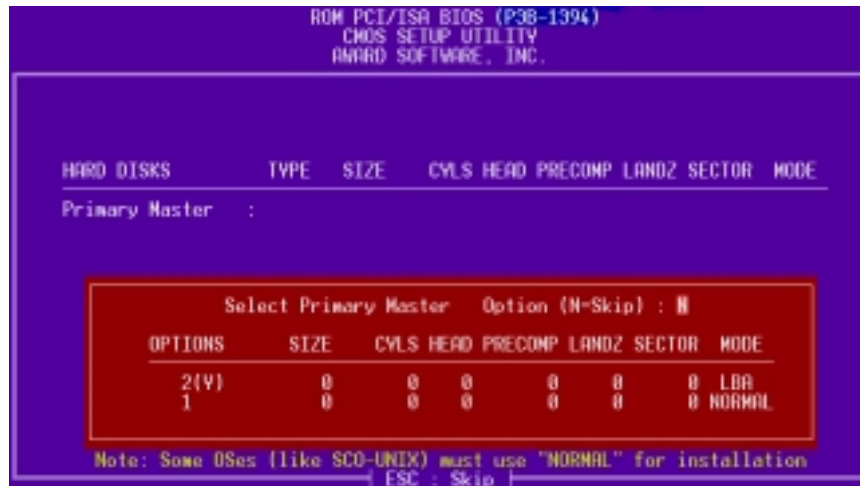 ROM PCI/ISA BIOS (P3B-1394)
CMOS SETUP UTILITY
AWARD SOFTWARE, INC.
HARD DISKS TYPE SIZE CYLS HEAD PRECOMP LANDZ SECTOR MODE
Primary Master :
Select Primary Master Option (N=Skip) : N
OPTIONS SIZE CYLS HEAD PRECOMP LANDZ SECTOR MODE
2(Y) 0 0 0 0 0 0 LBA
1 0 0 0 0 0 0 NORMAL
Note: Some OSes (like SCO-UNIX) must use "NORMAL" for installation
ESC : Skip